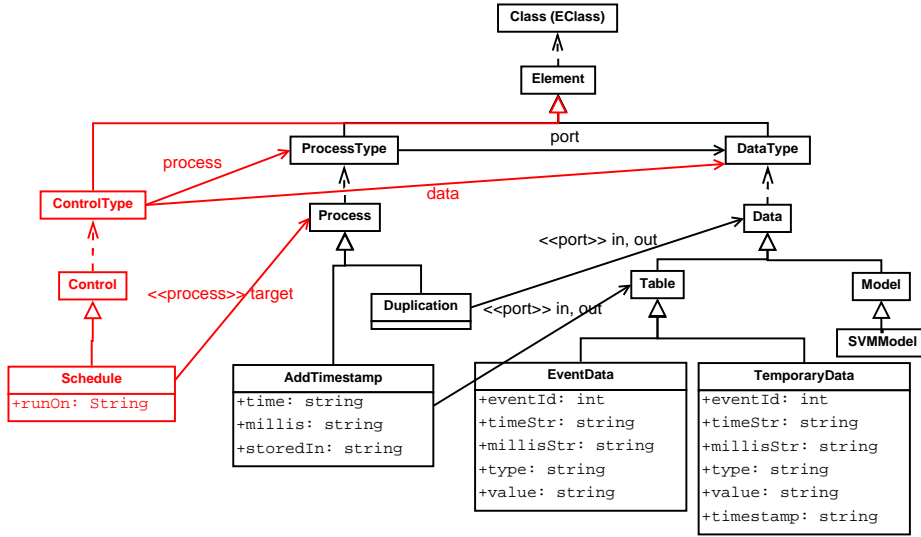 Class (EClass)
Element
ProcessType
port
DataType
process
data
ControlType
Process
Data
<<port>> in, out
Control
<<process>> target
Duplication
<<port>> in, out
Table
Model
SVMModel
Schedule
+runOn: String
AddTimestamp
+time: string
+millis: string
+storedIn: string
EventData
+eventId: int
+timeStr: string
+millisStr: string
+type: string
+value: string
TemporaryData
+eventId: int
+timeStr: string
+millisStr: string
+type: string
+value: string
+timestamp: string